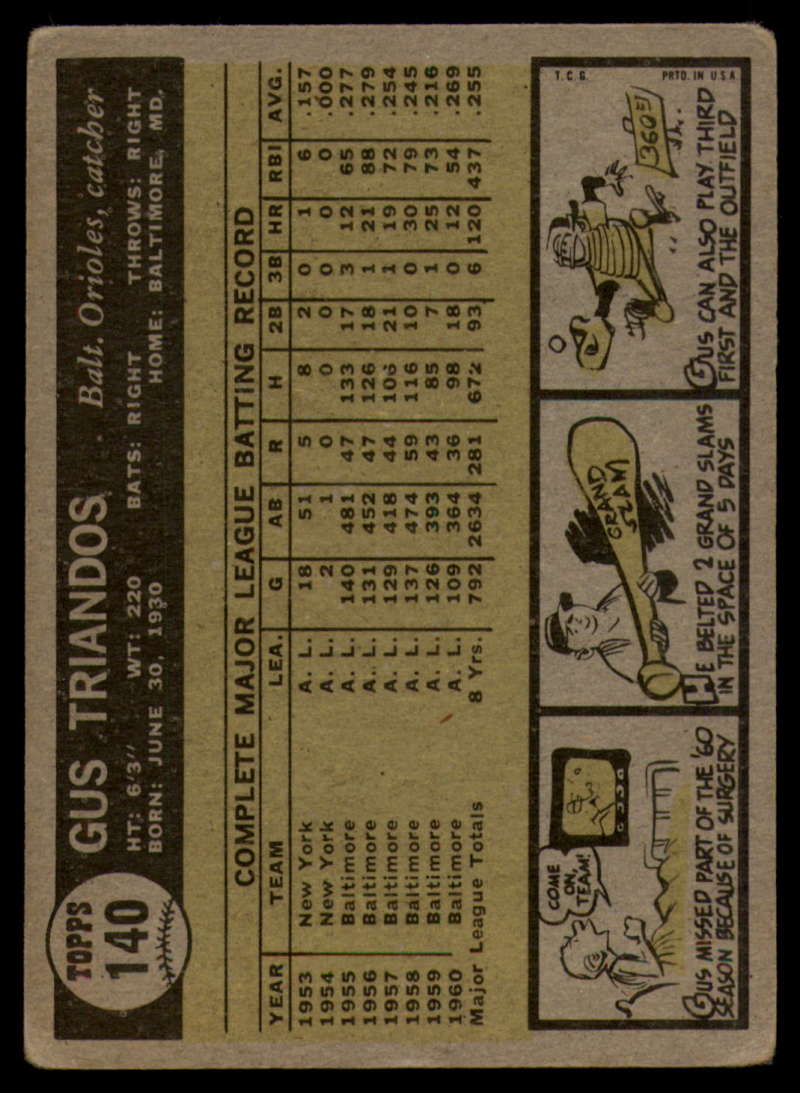 TOPPS
140
GUS TRIANDOS . Balt. Orioles, catcher
HT: 6'3" WT: 220 BATS: RIGHT THROWS: RIGHT
BORN: JUNE 30, 1930 HOME: BALTIMORE, MD.
COMPLETE MAJOR LEAGUE BATTING RECORD
YEAR TEAM LEA. G AB R H 2B 3B HR RBI AVG.
1953 New York A. L. 18 51 5 8 2 0 1 6 .157
1954 New York A. L. 2 1 0 0 0 0 0 0 .000
1955 Baltimore A. L. 140 481 47 133 17 3 12 65 .277
1956 Baltimore A. L. 131 452 47 126 18 1 21 88 .279
1957 Baltimore A. L. 129 418 44 106 21 1 19 72 .254
1958 Baltimore A. L. 137 474 59 116 10 0 30 79 .245
1959 Baltimore A. L. 126 393 43 85 7 1 25 73 .216
1960 Baltimore A. L. 109 364 36 98 18 0 12 54 .269
Major League Totals 8 Yrs. 792 2634 281 672 93 6 120 437 .255
COME
ON,
TEAM!
GUS MISSED PART OF THE '60
SEASON BECAUSE OF SURGERY
GRAND
SLAM
HE BELTED 2 GRAND SLAMS
IN THE SPACE OF 5 DAYS
T.C.G. PRTD. IN U S A
GUS CAN ALSO PLAY THIRD
FIRST AND THE OUTFIELD